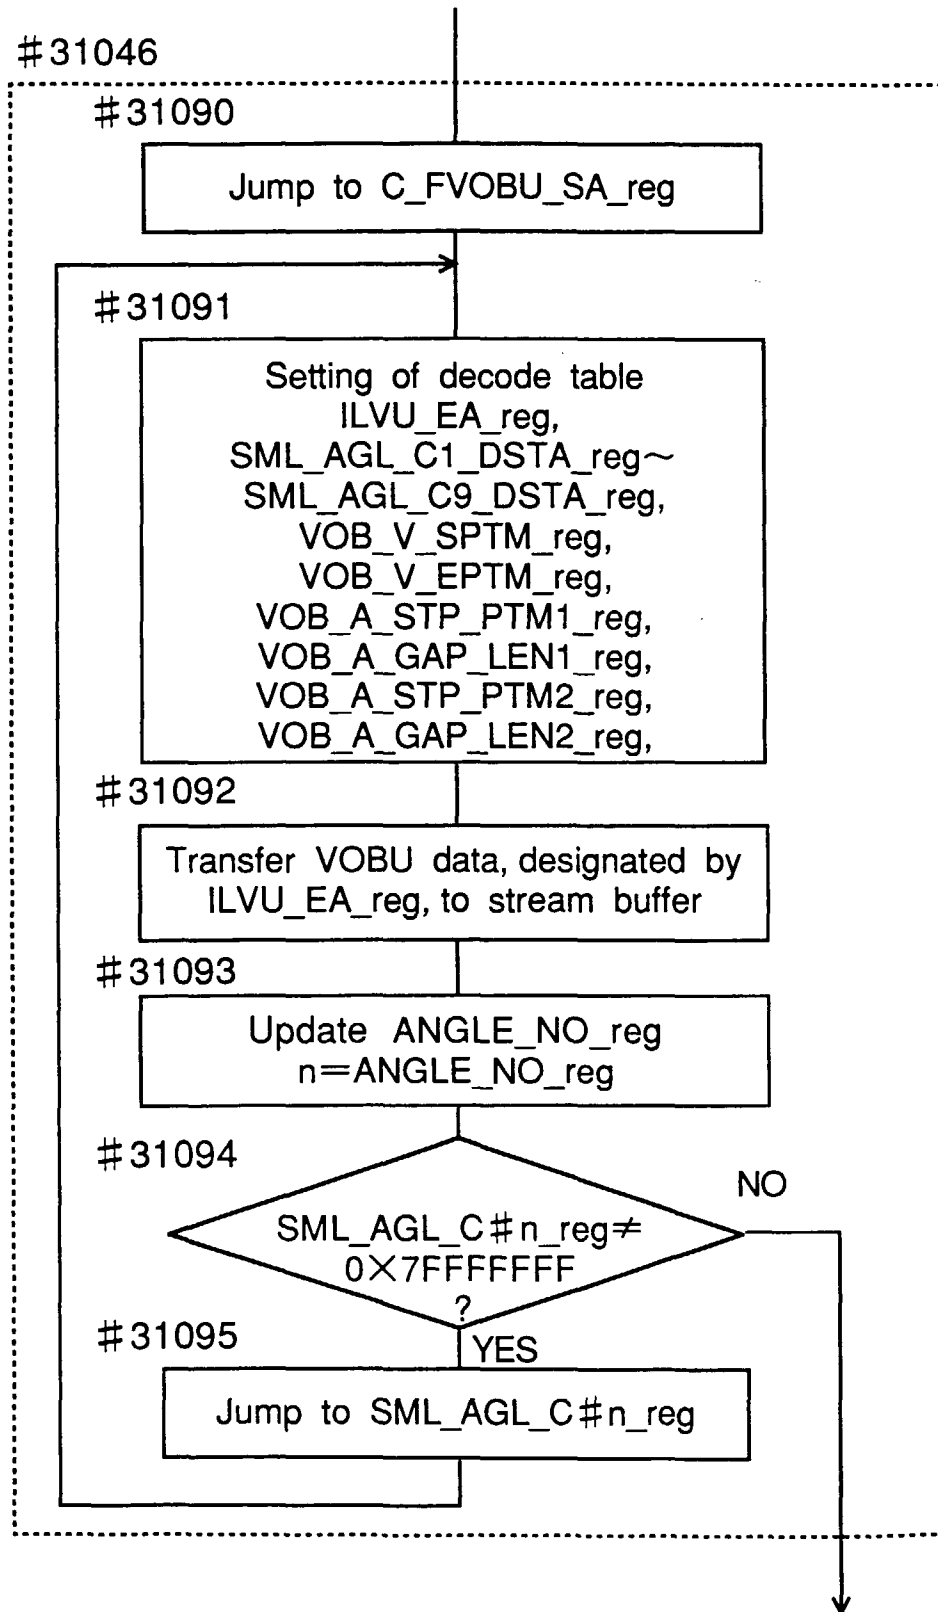 #31046
#31090
Jump to C_FVOBU_SA_reg
#31091
Setting of decode table
ILVU_EA_reg,
SML_AGL_C1_DSTA_reg~
SML_AGL_C9_DSTA_reg,
VOB_V_SPTM_reg,
VOB_V_EPTM_reg,
VOB_A_STP_PTM1_reg,
VOB_A_GAP_LEN1_reg,
VOB_A_STP_PTM2_reg,
VOB_A_GAP_LEN2_reg,
#31092
Transfer VOBU data, designated by
ILVU_EA_reg, to stream buffer
#31093
Update ANGLE_NO_reg
n=ANGLE_NO_reg
#31094
NO
SML_AGL_C#n_reg≠
0×7FFFFFFF
?
#31095
YES
Jump to SML_AGL_C#n_reg